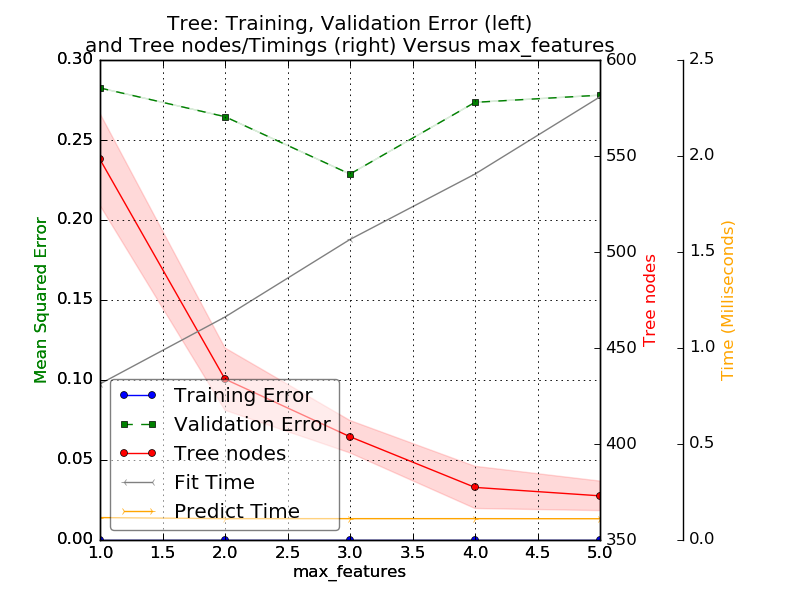 Tree: Training, Validation Error (left)
and Tree nodes/Timings (right) Versus max_features
0.30
0.25
0.20
0.15
0.10
0.05
0.00
Mean Squared Error
600
550
500
450
400
350
Tree nodes
2.5
2.0
1.5
1.0
0.5
0.0
Time (Milliseconds)
Training Error
Validation Error
Tree nodes
Fit Time
Predict Time
1.0 1.5 2.0 2.5 3.0 3.5 4.0 4.5 5.0
max_features